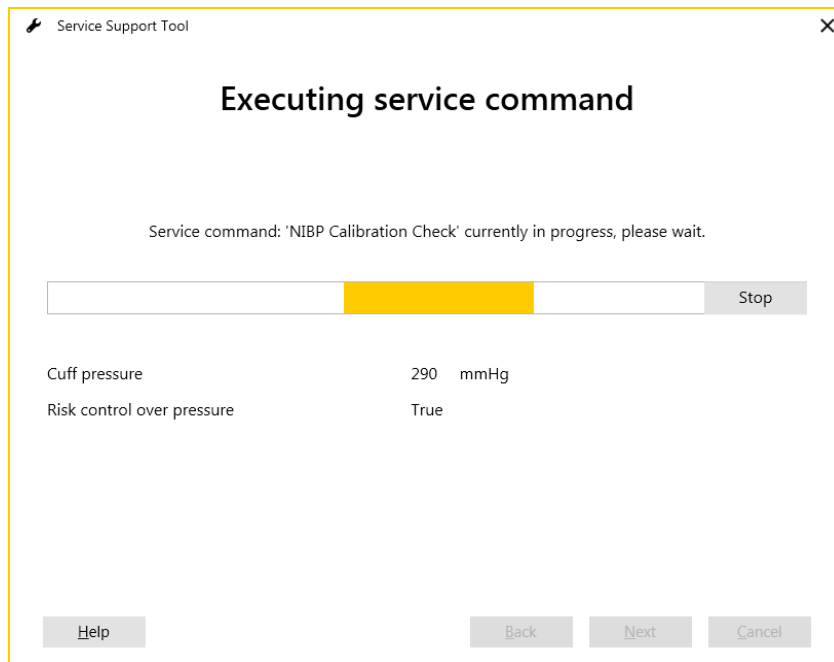 Service Support Tool
Executing service command
Service command: 'NIBP Calibration Check' currently in progress, please wait.
Stop
Cuff pressure 290 mmHg
Risk control over pressure True
Help Back Next Cancel